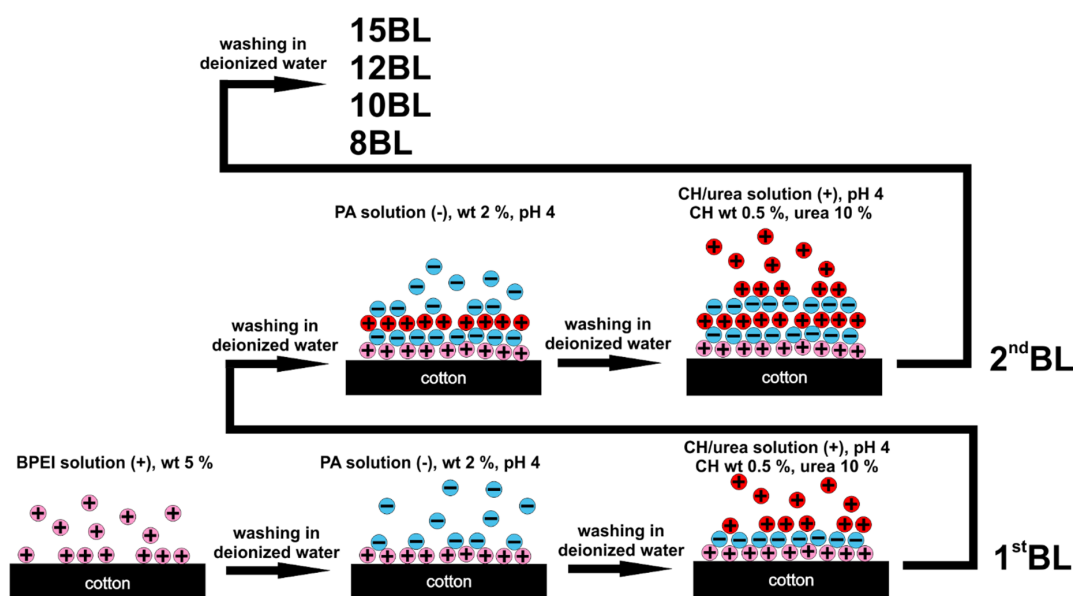 15BL
washing in
deionized water
12BL
10BL
8BL
CH/urea solution (+), pH 4
CH wt 0.5 %, urea 10 %
PA solution (-), wt 2 %, pH 4
washing in
deionized water
washing in
deionized water
cotton
cotton
2ndBL
BPEI solution (+), wt 5 %
PA solution (-), wt 2 %, pH 4
CH/urea solution (+), pH 4
CH wt 0.5 %, urea 10 %
washing in
deionized water
washing in
deionized water
cotton
cotton
cotton
1stBL